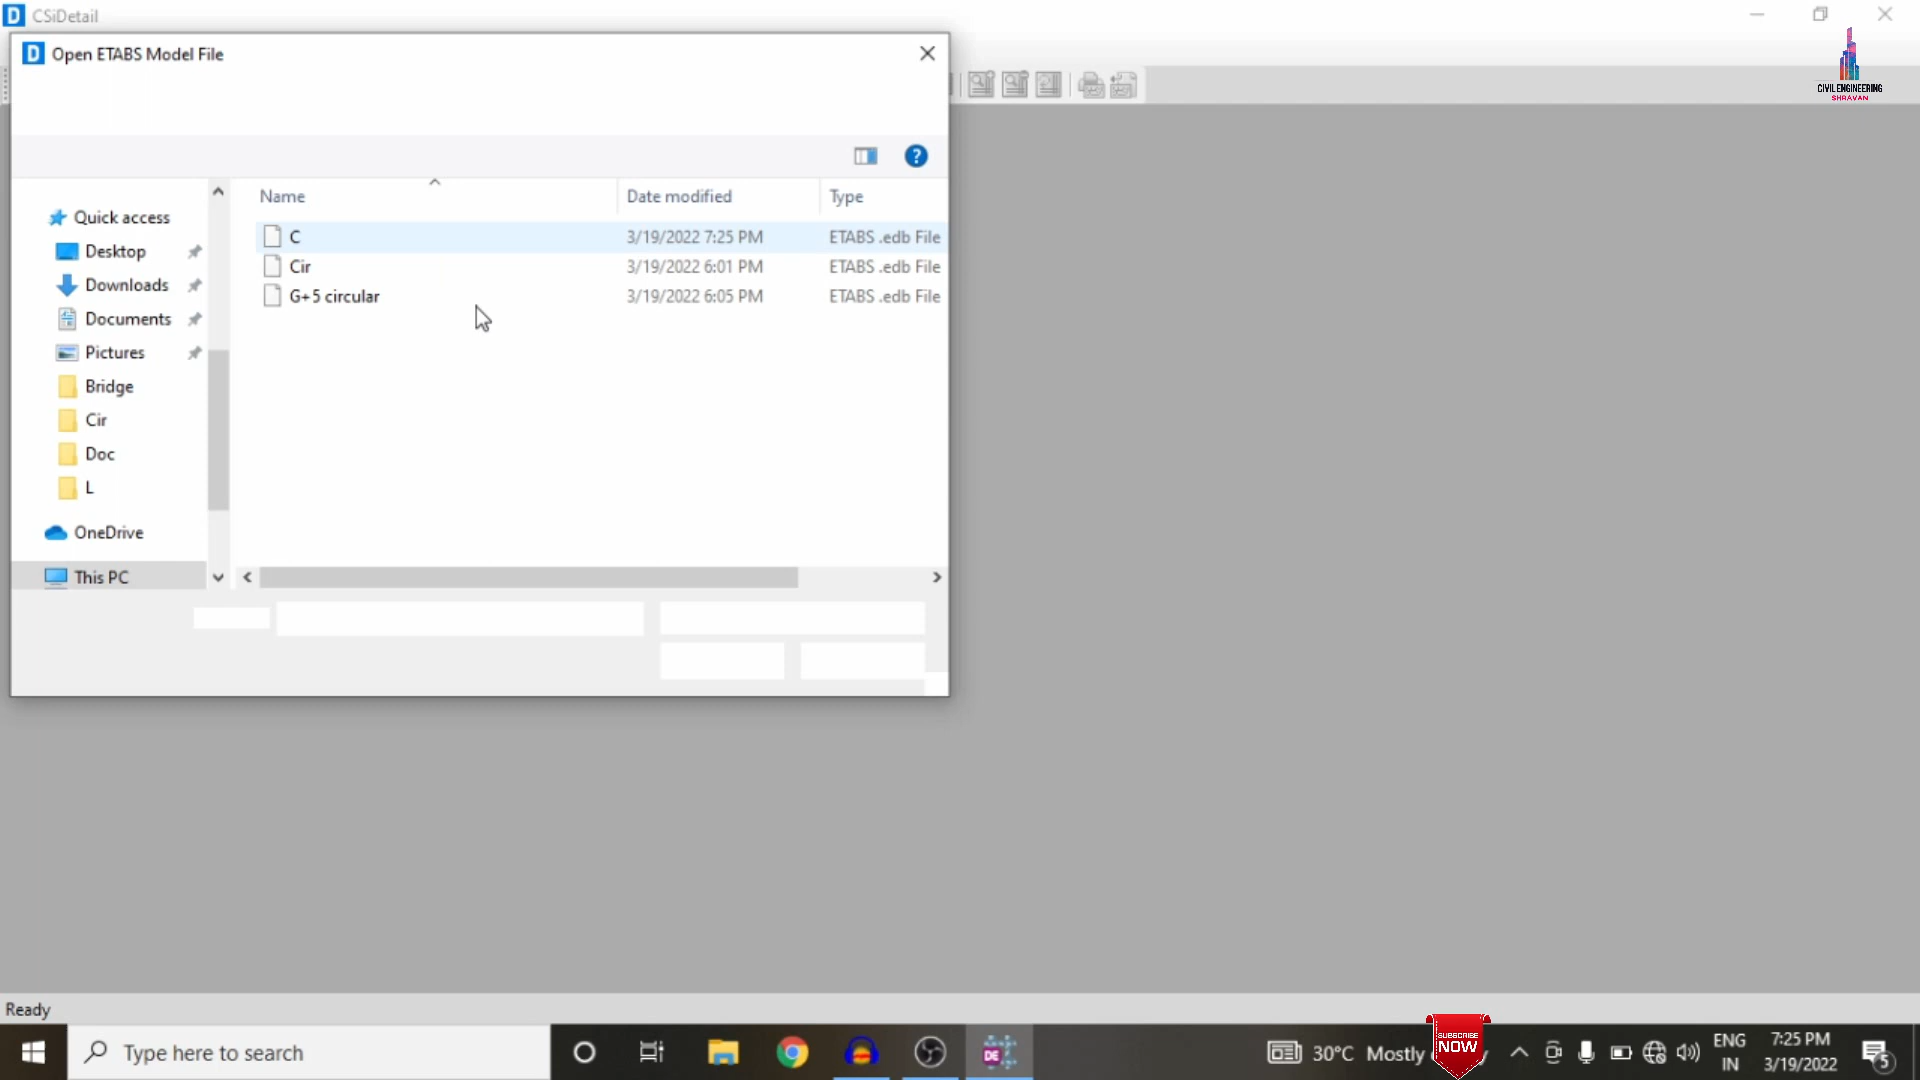 CSiDetail
Open ETABS Model File
CIVILENGINEERING
SHRAVAN
Name Date modified Type
Quick access
Desktop
Downloads
Documents
Pictures
Bridge
Cir
Doc
L
OneDrive
This PC
C 3/19/2022 7:25 PM ETABS .edb File
Cir 3/19/2022 6:01 PM ETABS .edb File
G+5 circular 3/19/2022 6:05 PM ETABS .edb File
Ready
Type here to search
DE
30°C Mostly
SUBSCRIBE
NOW
ENG
IN
7:25 PM
3/19/2022
5